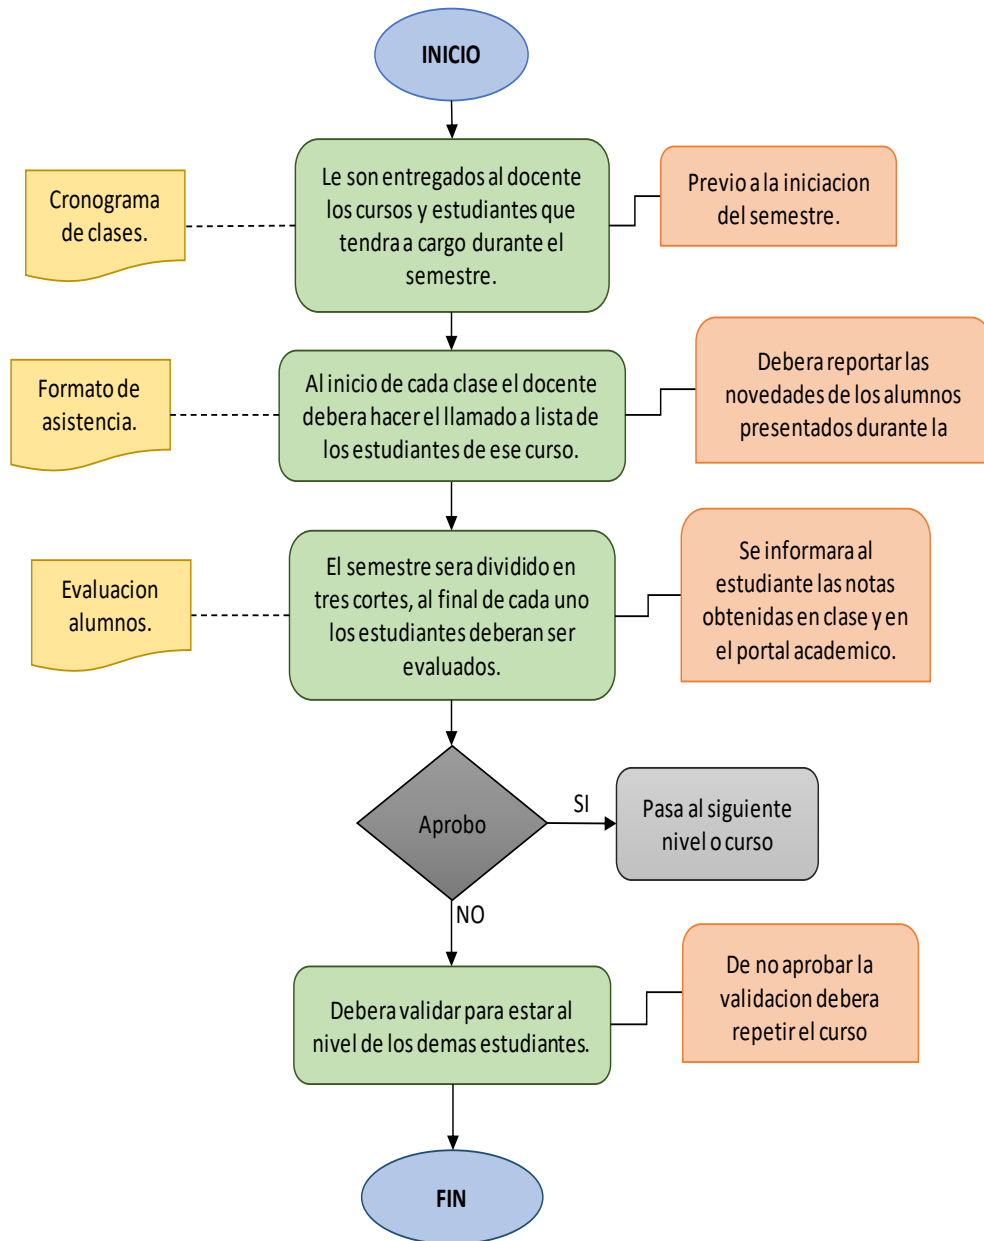 INICIO
Cronograma
de clases.
Le son entregados al docente
los cursos y estudiantes que
tendra a cargo durante el
semestre.
Previo a la iniciacion
del semestre.
Formato de
asistencia.
Al inicio de cada clase el docente
debera hacer el llamado a lista de
los estudiantes de ese curso.
Debera reportar las
novedades de los alumnos
presentados durante la
Evaluacion
alumnos.
El semestre sera dividido en
tres cortes, al final de cada uno
los estudiantes deberan ser
evaluados.
Se informara al
estudiante las notas
obtenidas en clase y en
el portal academico.
Aprobo
SI
Pasa al siguiente
nivel o curso
NO
Debera validar para estar al
nivel de los demas estudiantes.
De no aprobar la
validacion debera
repetir el curso
FIN